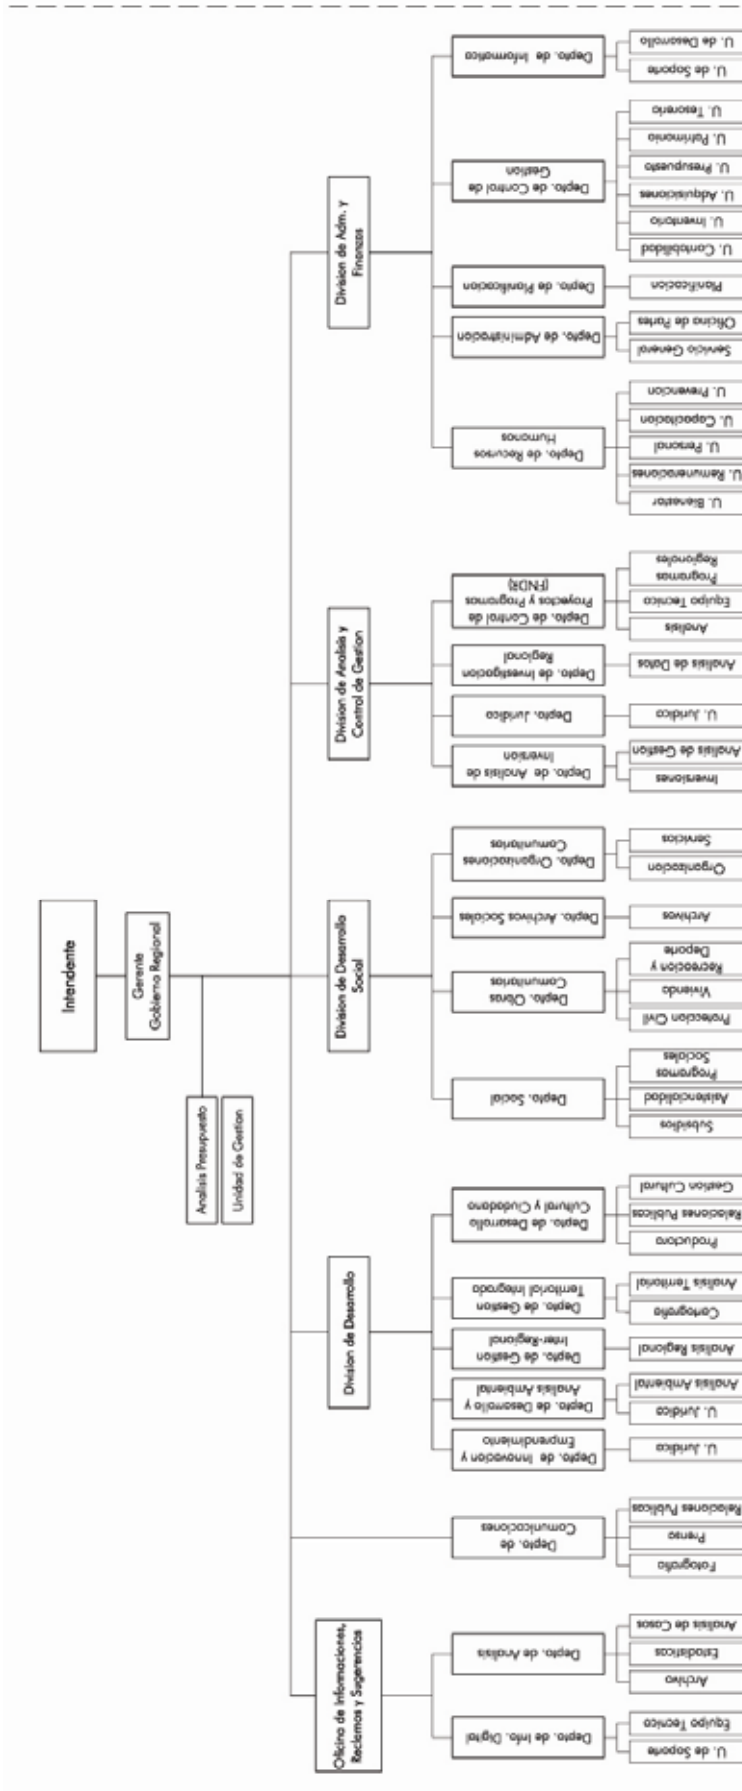 Intendente
Gerente
Gobierno Regional
Analisis Presupuesto
Unidad de Gestion
Oficina de Informaciones,
Reclamos y Sugerencias
Division de Desarrollo
Division de Desarrollo
Social
Division de Analisis y
Control de Gestion
Division de Adm. y
Finanzas
Depto. de Info. Digital
U. de Soporte
Equipo Tecnico
Depto. de Analisis
Archivo
Estadisticas
Analisis de Casos
Depto. de
Comunicaciones
Fotografia
Prensa
Relaciones Publicas
Depto. de Innovacion y
Emprendimiento
U. Juridica
Depto. de Desarrollo y
Analisis Ambiental
U. Juridica
Analisis Ambiental
Depto. de Gestion
Inter-Regional
Analisis Regional
Depto. de Gestion
Territorial Integrado
Cartografia
Analisis Territorial
Depto. de Desarrollo
Cultural y Ciudadano
Productora
Relaciones Publicas
Gestion Cultural
Depto. Social
Subsidios
Asistencialidad
Programas
Sociales
Depto. Obras
Comunitarias
Proteccion Civil
Vivienda
Recreacion y
Deporte
Depto. Archivos Sociales
Archivos
Depto. Organizaciones
Comunitarias
Organizacion
Servicios
Depto. de Analisis de
Inversion
Inversiones
Analisis de Gestion
Depto. Juridico
U. Juridica
Depto. de Investigacion
Regional
Analisis de Datos
Depto. de Control de
Proyectos y Programas
(FNDR)
Analisis
Equipo Tecnico
Programas
Regionales
Depto. de Recursos
Humanos
U. Bienestar
U. Remuneraciones
U. Personal
U. Capacitacion
U. Prevencion
Depto. de Administracion
Servicio General
Oficina de Partes
Depto. de Planificacion
Planificacion
Depto. de Control de
Gestion
U. Contabilidad
U. Inventario
U. Adquisiciones
U. Presupuesto
U. Patrimonio
U. Tesoreria
Depto. de Informatica
U. de Soporte
U. de Desarrollo